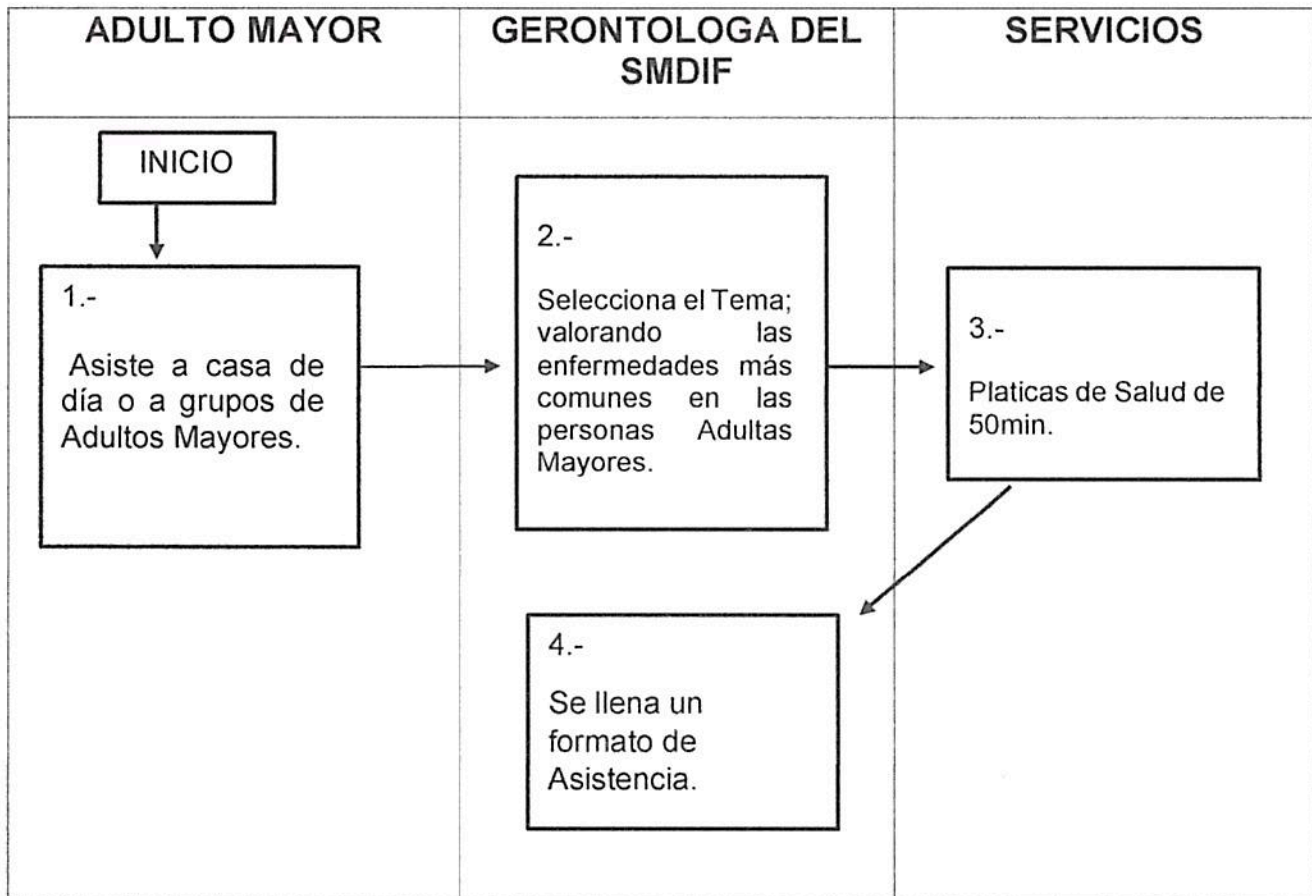 ADULTO MAYOR
GERONTOLOGA DEL
SMDIF
SERVICIOS
INICIO
1.-
Asiste a casa de
día o a grupos de
Adultos Mayores.
2.-
Selecciona el Tema;
valorando las
enfermedades más
comunes en las
personas Adultas
Mayores.
3.-
Platicas de Salud de
50min.
4.-
Se llena un
formato de
Asistencia.